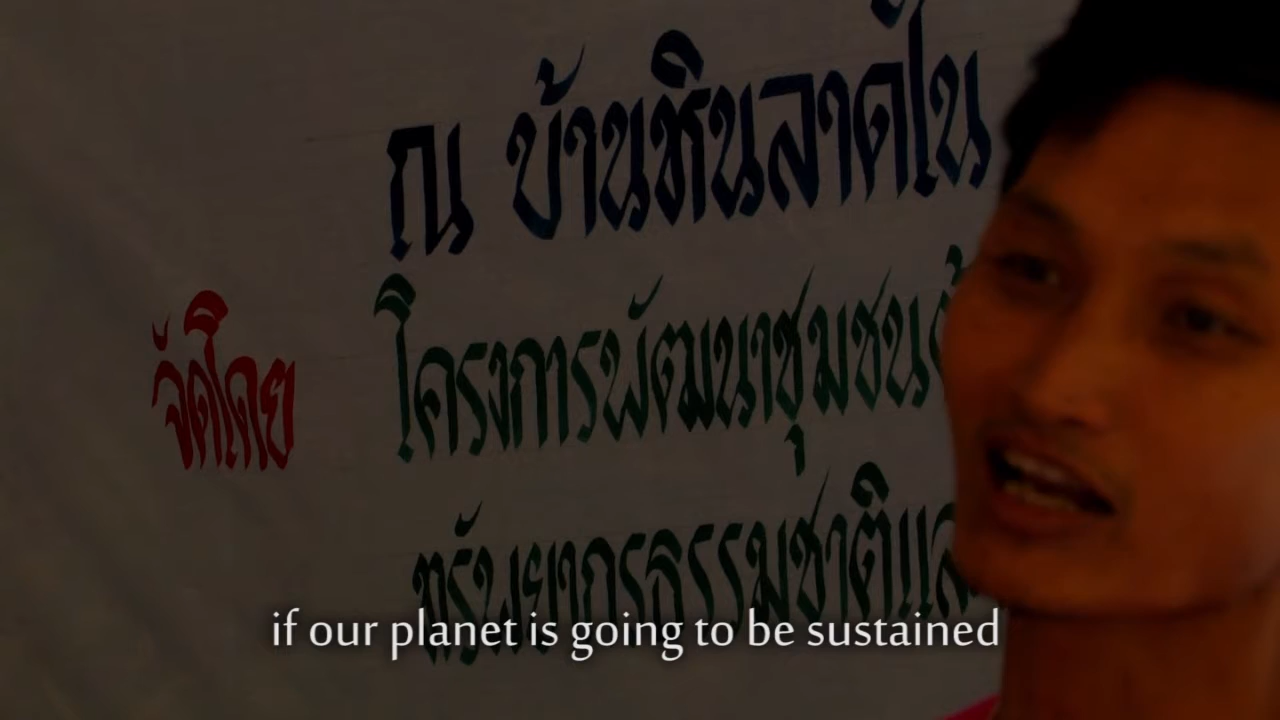 ณ บ้านหินลาดใน
จัดโดย โครงการพัฒนาชุมชน
ทรัพยากรธรรมชาติแล
if our planet is going to be sustained